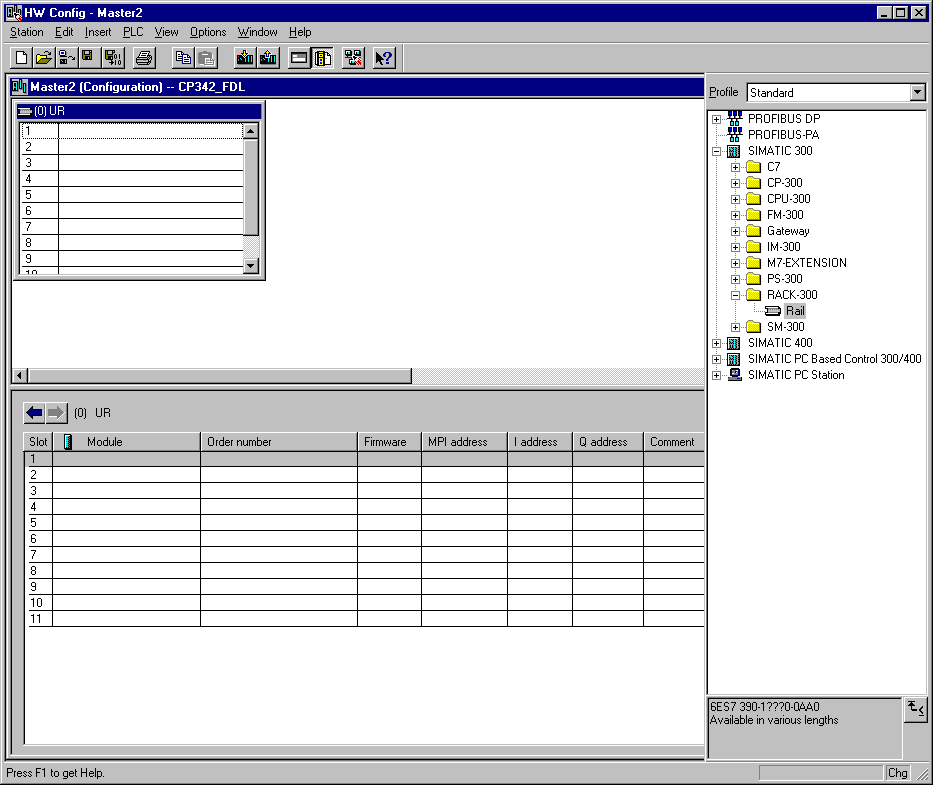 HW Config - Master2
Station Edit Insert PLC View Options Window Help
Master2 (Configuration) -- CP342_FDL
(0) UR
1
2
3
4
5
6
7
8
9
10
(0) UR
Slot Module Order number Firmware MPI address I address Q address Comment
1
2
3
4
5
6
7
8
9
10
11
Profile Standard
PROFIBUS DP
PROFIBUS-PA
SIMATIC 300
C7
CP-300
CPU-300
FM-300
Gateway
IM-300
M7-EXTENSION
PS-300
RACK-300
Rail
SM-300
SIMATIC 400
SIMATIC PC Based Control 300/400
SIMATIC PC Station
6ES7 390-1???0-0AA0
Available in various lengths
Press F1 to get Help.
Chg